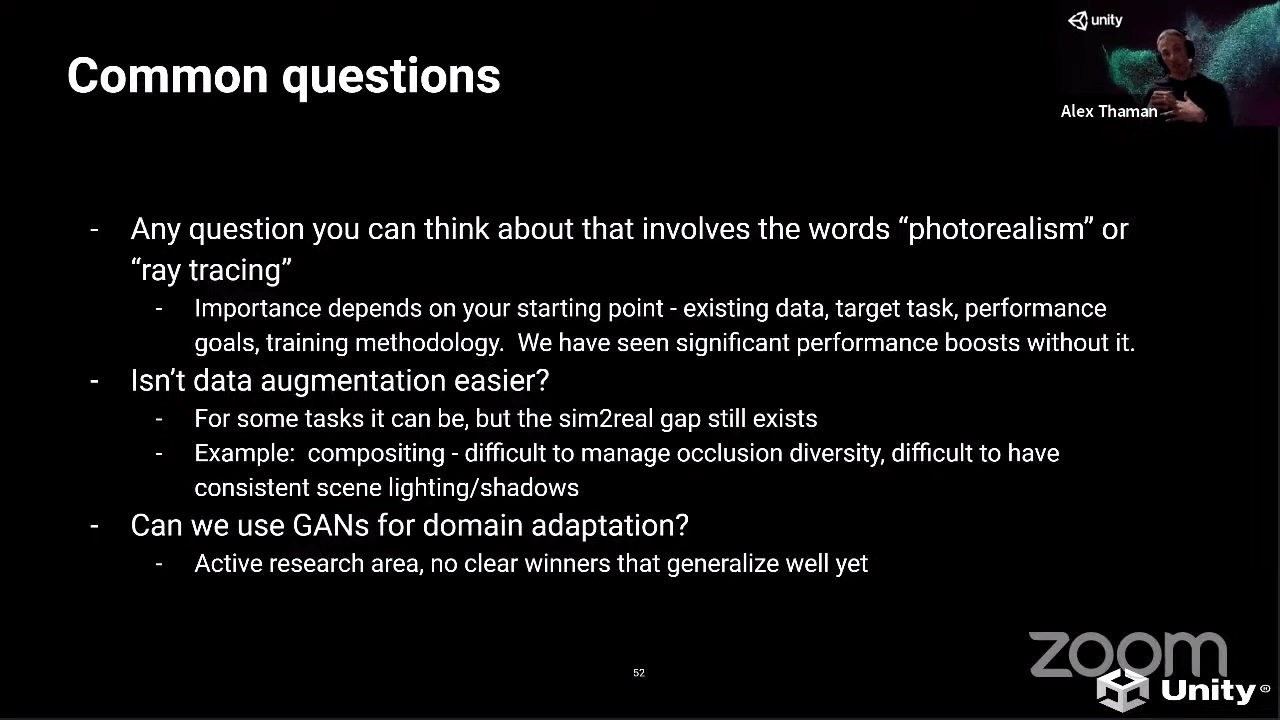 unity
Common questions
Alex Thaman
- Any question you can think about that involves the words “photorealism” or
“ray tracing”
- Importance depends on your starting point - existing data, target task, performance
goals, training methodology.  We have seen significant performance boosts without it.
- Isn’t data augmentation easier?
- For some tasks it can be, but the sim2real gap still exists
- Example:  compositing - difficult to manage occlusion diversity, difficult to have
consistent scene lighting/shadows
- Can we use GANs for domain adaptation?
- Active research area, no clear winners that generalize well yet
zoom
52
Unity®